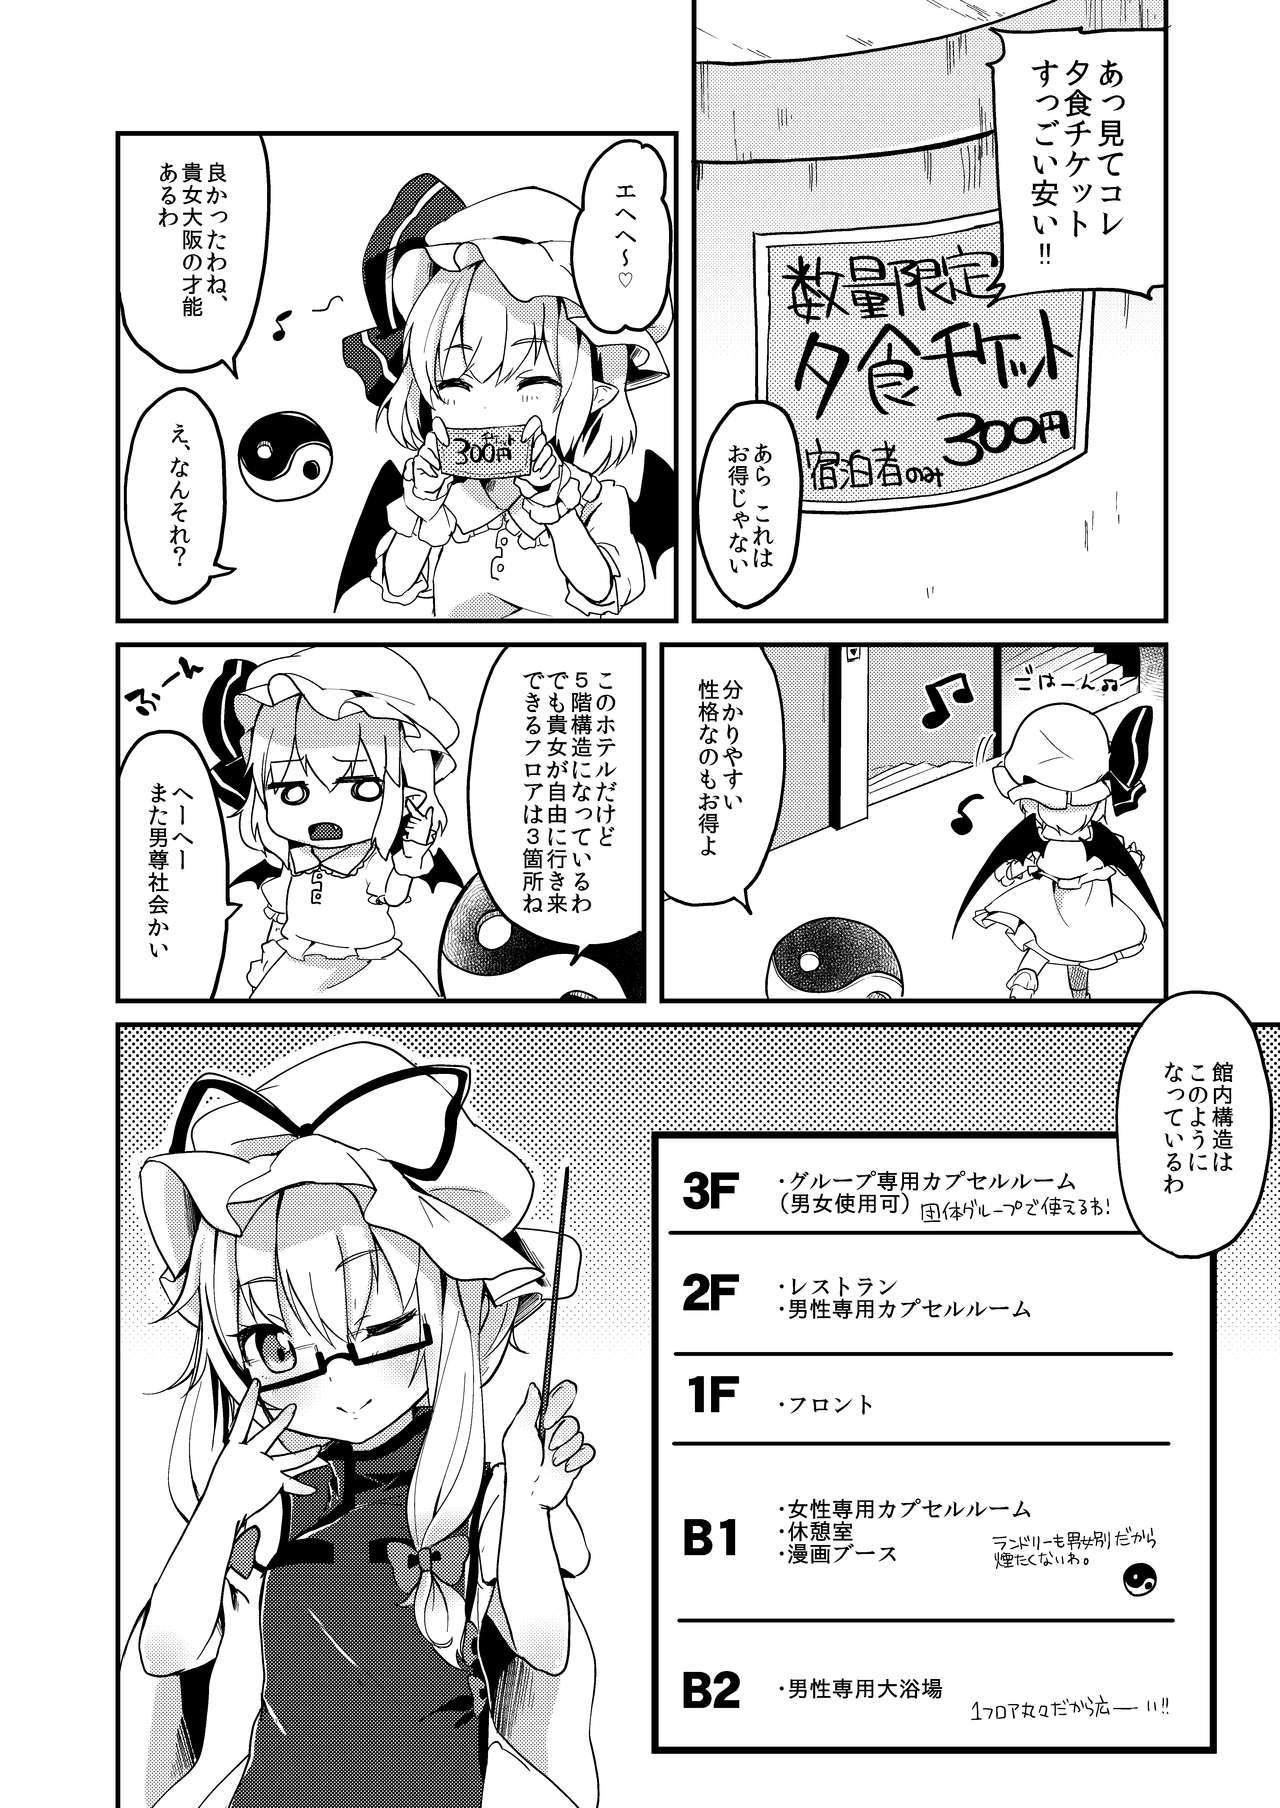 あっ見てコレ
夕食チケット
すっごい安い!!
数量限定
夕食チケット
300円
宿泊者のみ
あら これは
お得じゃない
エヘヘ～♡
チケット
300円
良かったわね、
貴女大阪の才能
あるわ
え、なんそれ？
ごはーん♫
分かりやすい
性格なのもお得よ
このホテルだけど
5階構造になっているわ
でも貴女が自由に行き来
できるフロアは3箇所ね
ふーん
へーへー
また男尊社会かい
館内構造は
このように
なっているわ
3F
・グループ専用カプセルルーム
（男女使用可）団体グループで使えるわ!
2F
・レストラン
・男性専用カプセルルーム
1F
・フロント
B1
・女性専用カプセルルーム
・休憩室
・漫画ブース
ランドリーも男女別だから
煙たくないわ。
B2
・男性専用大浴場
1フロア丸々だから広——い!!